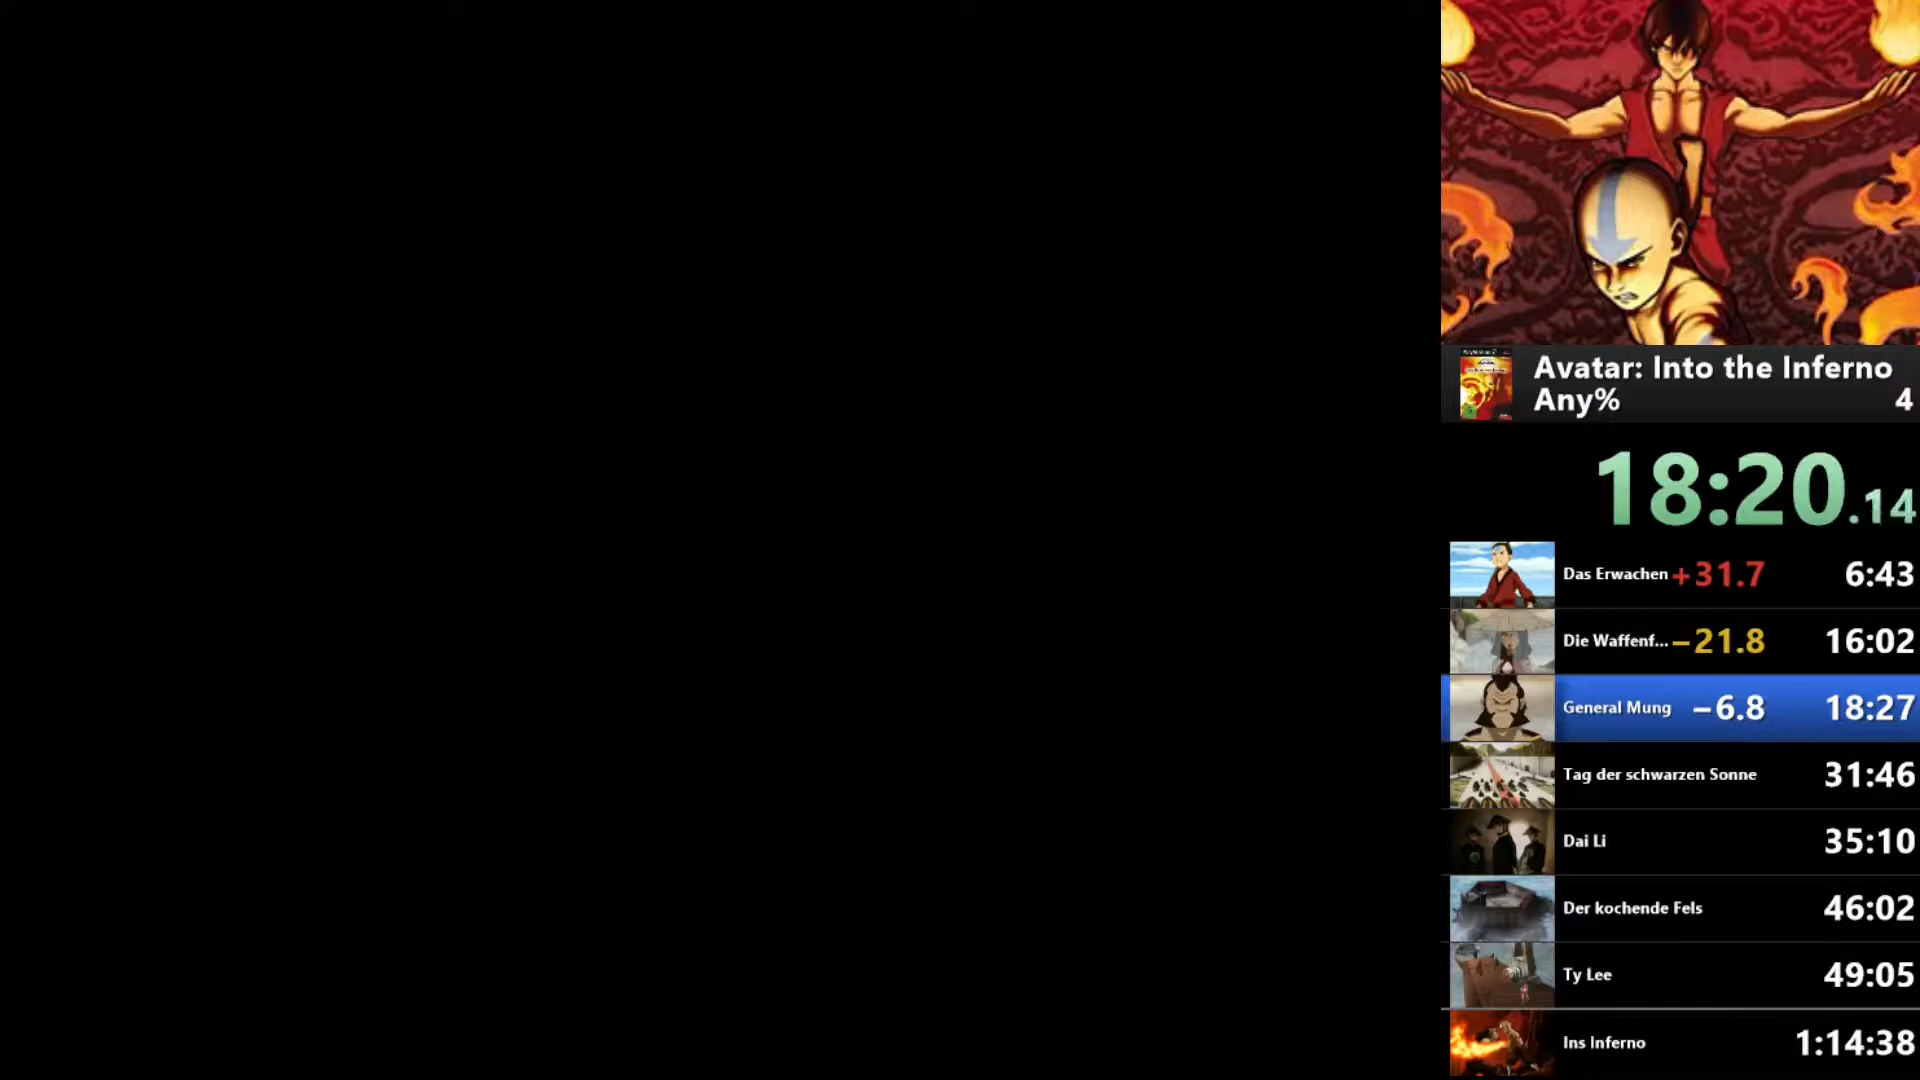 Avatar: Into the Inferno
Any% 4
18:20.14
Das Erwachen +31.7 6:43
Die Waffenf... −21.8 16:02
General Mung −6.8 18:27
Tag der schwarzen Sonne 31:46
Dai Li 35:10
Der kochende Fels 46:02
Ty Lee 49:05
Ins Inferno 1:14:38